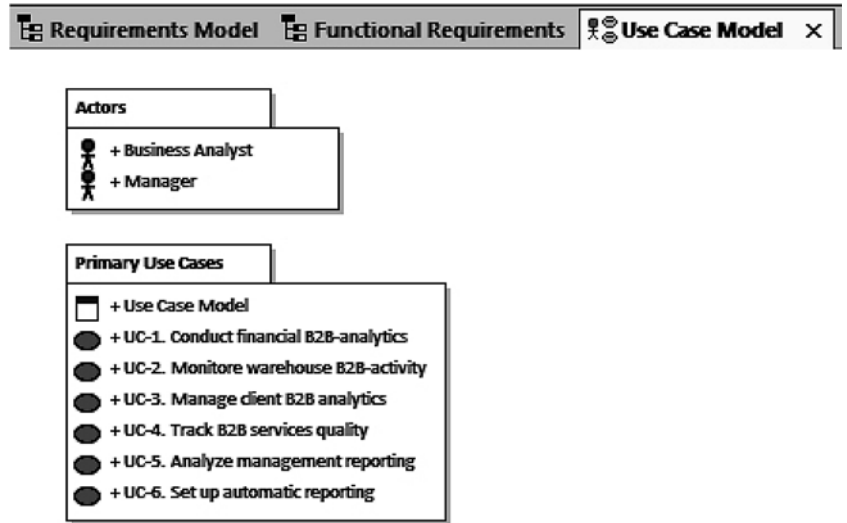 Requirements Model Functional Requirements Use Case Model ×
Actors
+ Business Analyst
+ Manager
Primary Use Cases
+ Use Case Model
+ UC-1. Conduct financial B2B-analytics
+ UC-2. Monitore warehouse B2B-activity
+ UC-3. Manage client B2B analytics
+ UC-4. Track B2B services quality
+ UC-5. Analyze management reporting
+ UC-6. Set up automatic reporting